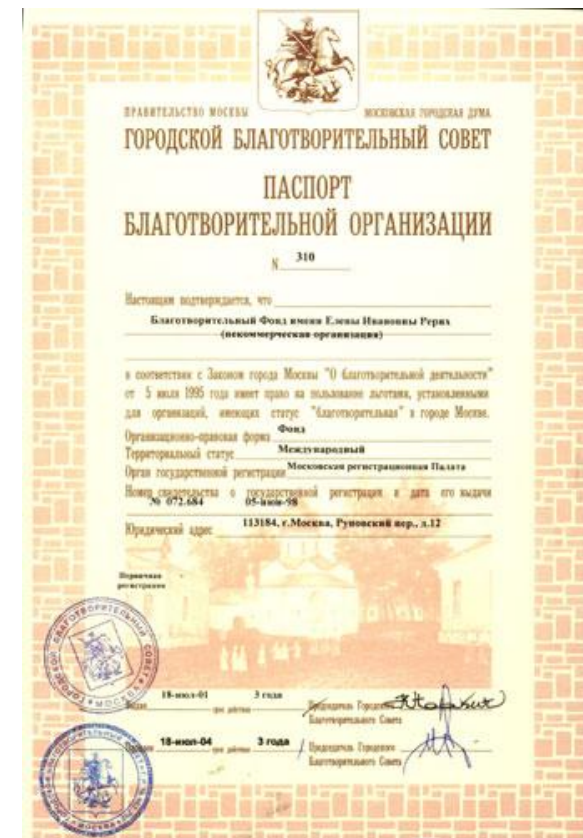 ПРАВИТЕЛЬСТВО МОСКВЫ МОСКОВСКАЯ ГОРОДСКАЯ ДУМА
ГОРОДСКОЙ БЛАГОТВОРИТЕЛЬНЫЙ СОВЕТ
ПАСПОРТ
БЛАГОТВОРИТЕЛЬНОЙ ОРГАНИЗАЦИИ
N 310
Настоящим подтверждается, что
Благотворительный Фонд имени Елены Ивановны Рерих
(некоммерческая организация)
в соответствии с Законом города Москвы "О благотворительной деятельности"
от 5 июля 1995 года имеет право на пользование льготами, установленными
для организаций, имеющих статус "благотворительная" в городе Москве.
Организационно-правовая форма Фонд
Территориальный статус Международный
Орган государственной регистрации Московская регистрационная Палата
Номер свидетельства о государственной регистрации и дата его выдачи
№ 072.684 05-июн-98
Юридический адрес 113184, г.Москва, Руновский пер., д.12
Первичная
регистрация
ГОРОДСКОЙ БЛАГОТВОРИТЕЛЬНЫЙ СОВЕТ
МОСКВА
Выдан 18-июл-01 срок действия 3 года Председатель Городского
Благотворительного Совета
18-июл-04 срок действия 3 года Председатель Городского
Благотворительного Совета